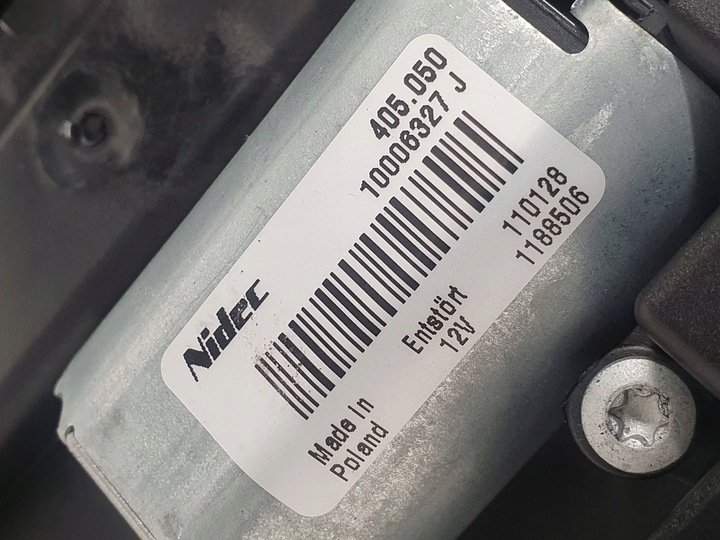 405.050
10006327 J
Nidec
110128
1188506
Entstört
12V
Made In
Poland